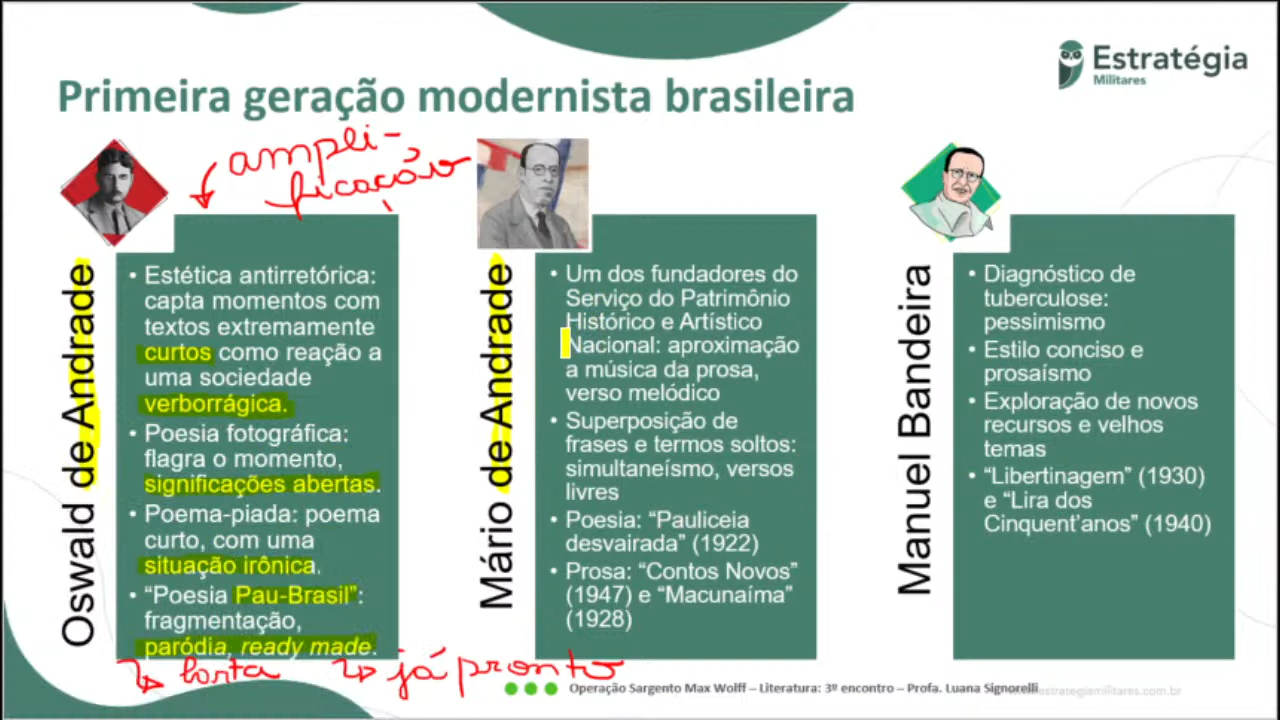 Estratégia
Militares
Primeira geração modernista brasileira
ampli-
ficação
Oswald de Andrade
• Estética antirretórica:
capta momentos com
textos extremamente
curtos como reação a
uma sociedade
verborrágica.
• Poesia fotográfica:
flagra o momento,
significações abertas.
• Poema-piada: poema
curto, com uma
situação irônica.
• “Poesia Pau-Brasil”:
fragmentação,
paródia, ready made.
já pronto
Mário de Andrade
• Um dos fundadores do
Serviço do Patrimônio
Histórico e Artístico
Nacional: aproximação
a música da prosa,
verso melódico
• Superposição de
frases e termos soltos:
simultaneísmo, versos
livres
• Poesia: “Pauliceia
desvairada” (1922)
• Prosa: “Contos Novos”
(1947) e “Macunaíma”
(1928)
Manuel Bandeira
• Diagnóstico de
tuberculose:
pessimismo
• Estilo conciso e
prosaísmo
• Exploração de novos
recursos e velhos
temas
• “Libertinagem” (1930)
e “Lira dos
Cinquent'anos” (1940)
Operação Sargento Max Wolff – Literatura: 3º encontro – Profa. Luana Signorelli